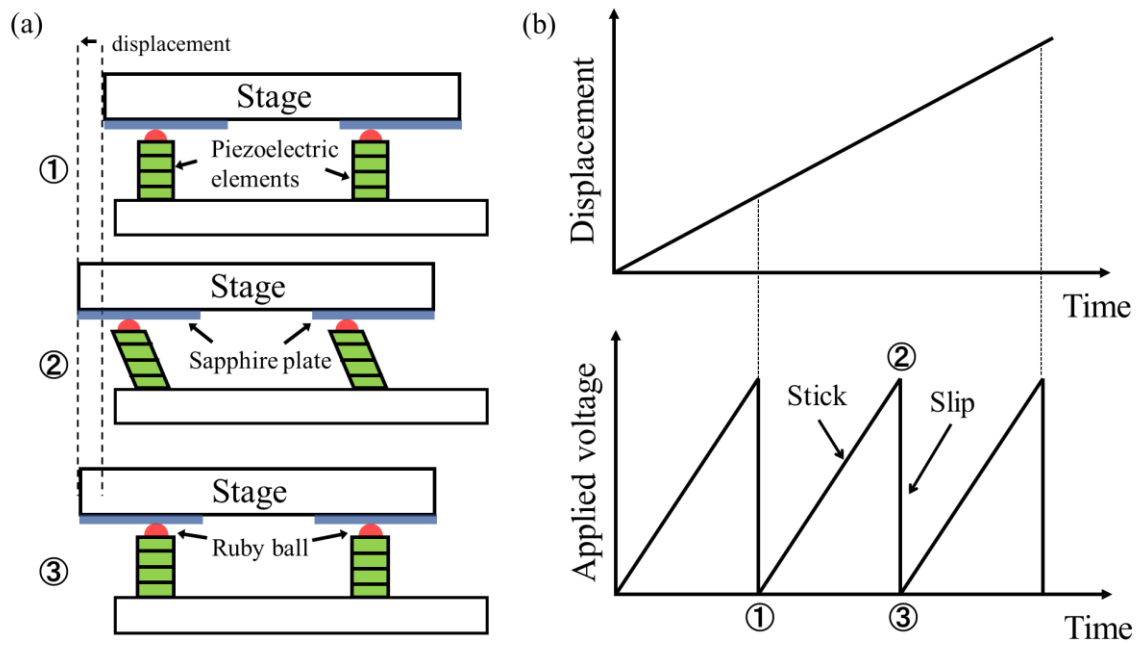 (a)
displacement
Stage
①
Piezoelectric
elements
Stage
②
Sapphire plate
Stage
③
Ruby ball
(b)
Displacement
Time
Applied voltage
Stick
②
Slip
①
③
Time